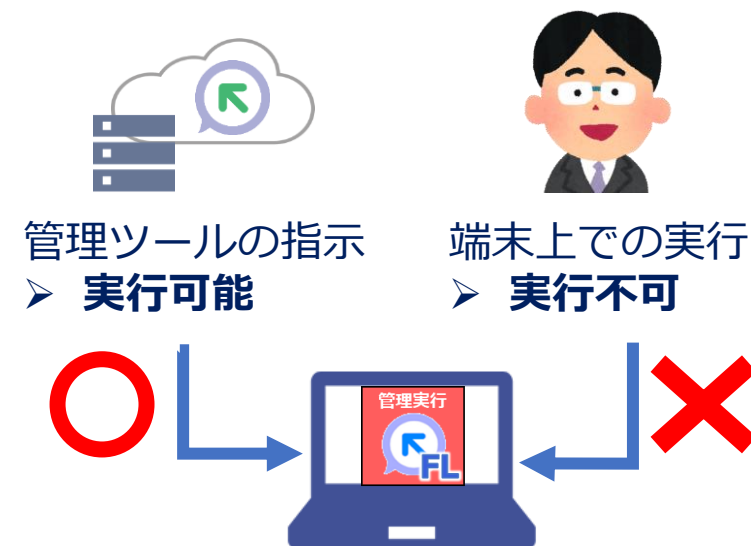 管理ツールの指示
➢ 実行可能
端末上での実行
➢ 実行不可
管理実行
FL